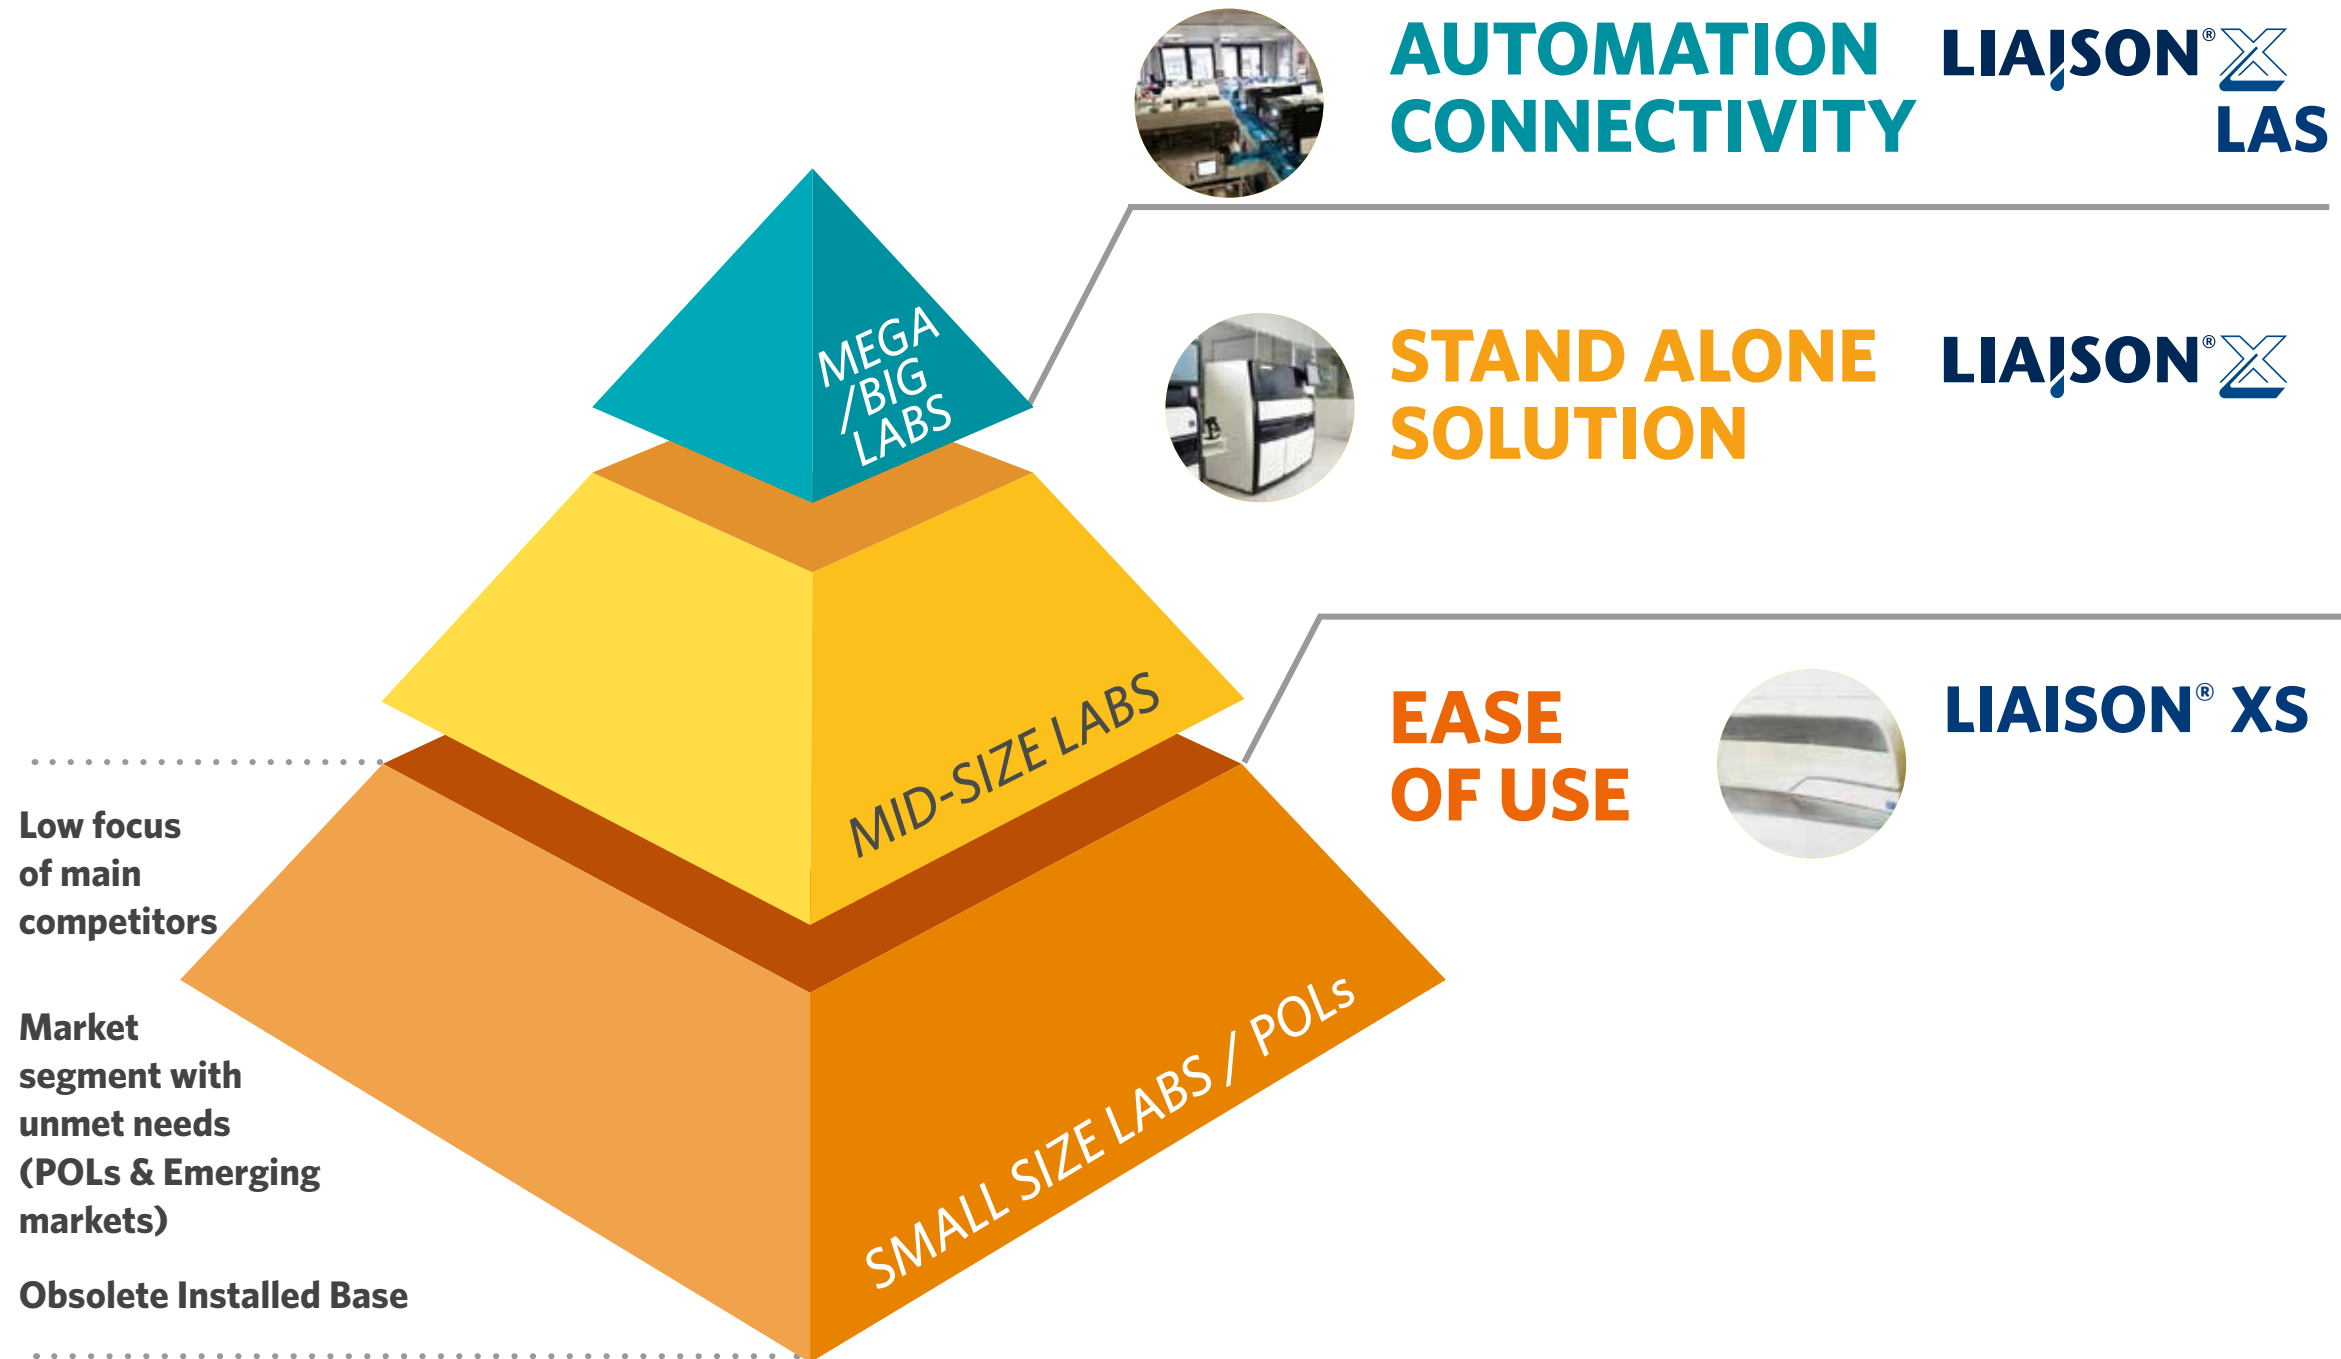 AUTOMATION
CONNECTIVITY
LIAISON®
LAS
MEGA
/BIG
LABS
STAND ALONE
SOLUTION
LIAISON®
MID-SIZE LABS
EASE
OF USE
LIAISON® XS
Low focus
of main
competitors
Market
segment with
unmet needs
(POLs & Emerging
markets)
Obsolete Installed Base
SMALL SIZE LABS / POLs